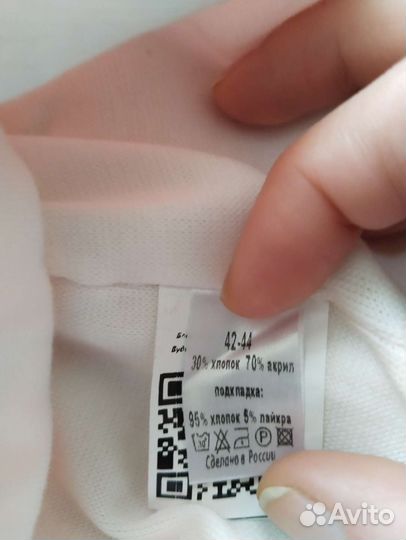 42-44
30% хлопок 70% акрил
подкладка:
95% хлопок 5% лайкра
Сделано в России
Avito